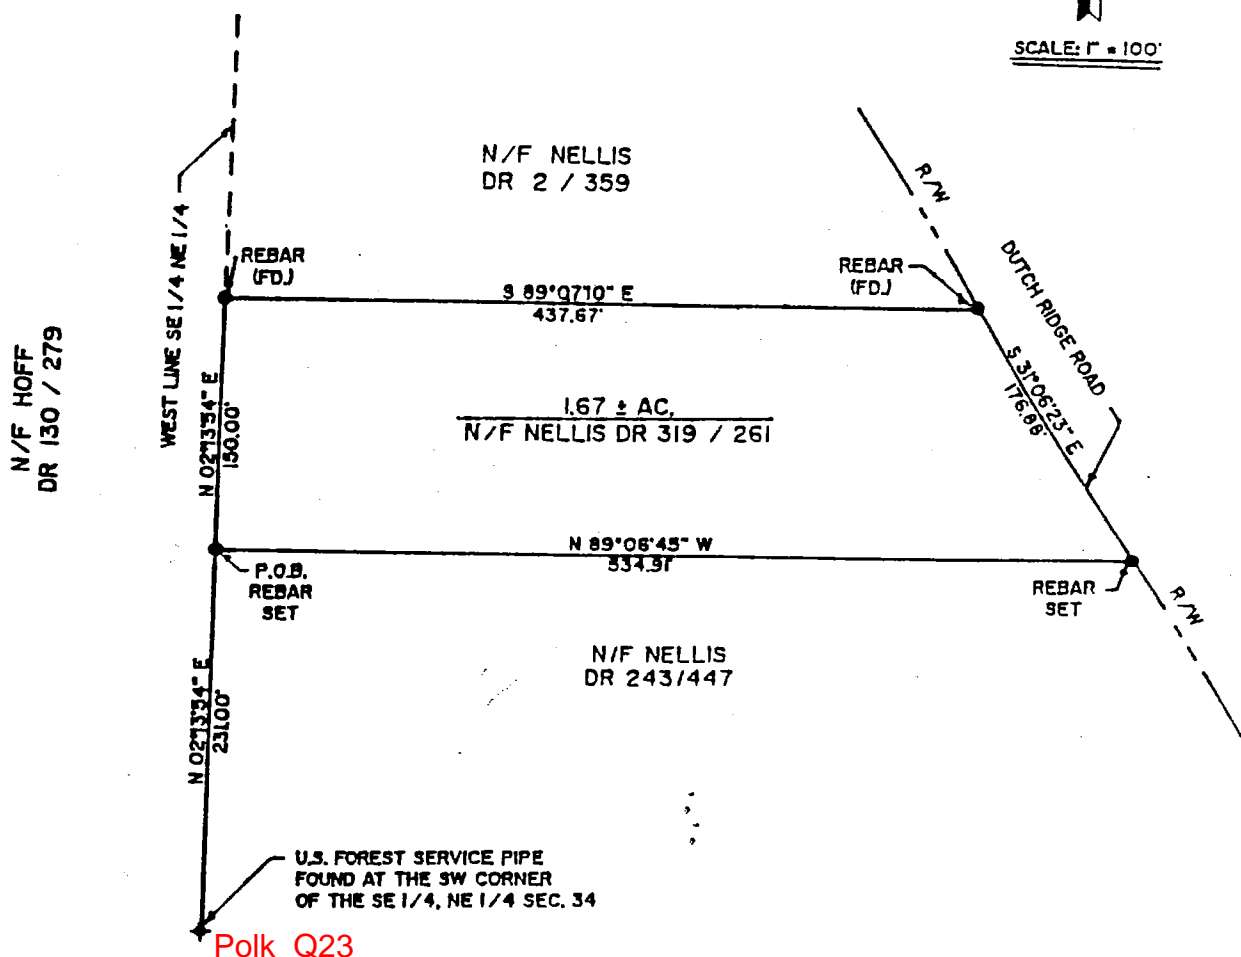 SCALE: 1" = 100'
N/F NELLIS
DR 2 / 359
R/W
WEST LINE SE 1/4 NE 1/4
REBAR
(FD.)
REBAR
(FD.)
DUTCH RIDGE ROAD
S 89°07'10" E
437.67'
N/F HOFF
DR 130 / 279
N 02°13'54" E
150.00'
S 31°06'23" E
176.88'
1.67 ± AC.
N/F NELLIS DR 319 / 261
N 89°06'45" W
534.91'
P.O.B.
REBAR
SET
REBAR
SET
R/W
N/F NELLIS
DR 243/447
N 02°13'54" E
231.00'
U.S. FOREST SERVICE PIPE
FOUND AT THE SW CORNER
OF THE SE 1/4, NE 1/4 SEC. 34
Polk Q23